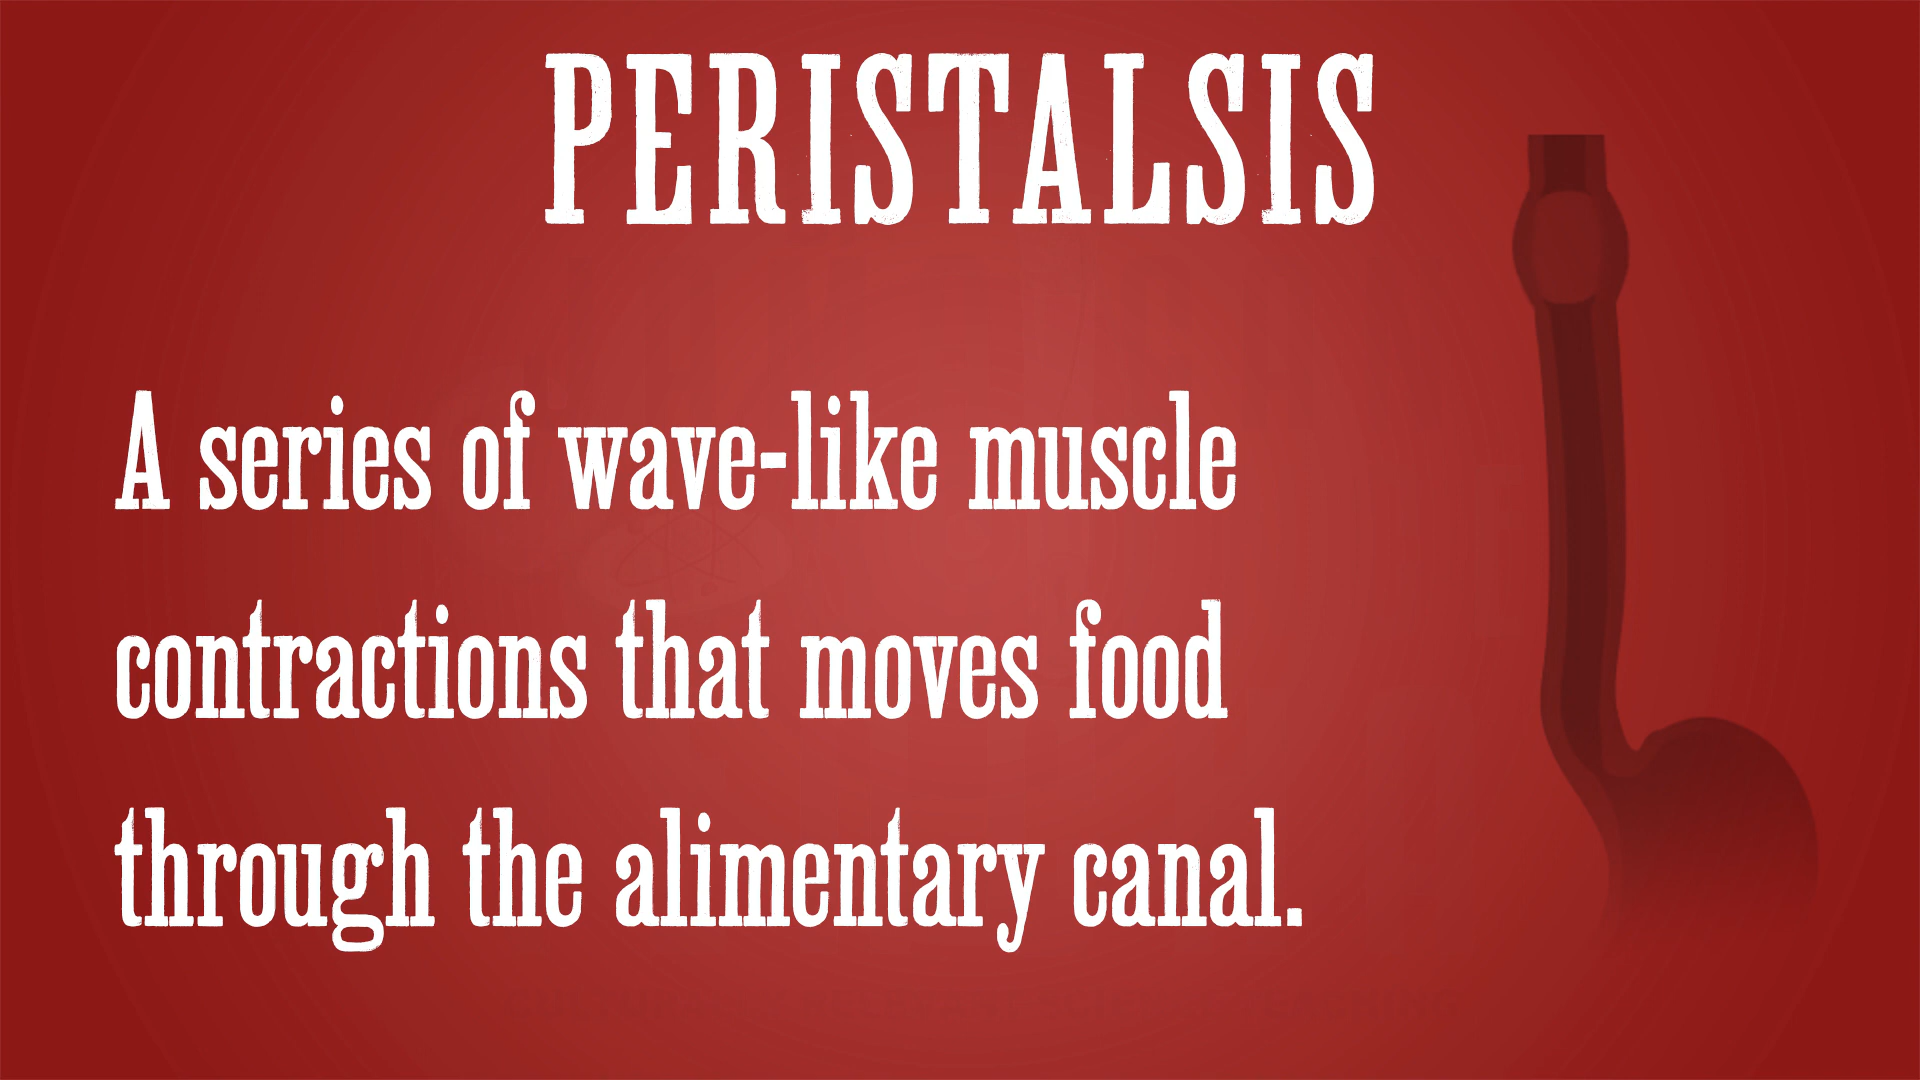 PERISTALSIS
A series of wave-like muscle
contractions that moves food
through the alimentary canal.